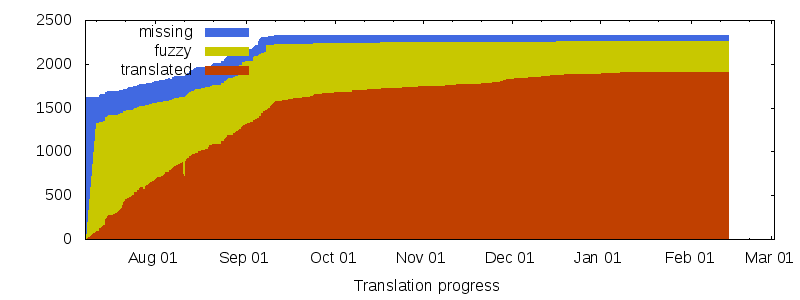 2500
2000
1500
1000
500
0
missing
fuzzy
translated
Aug 01 Sep 01 Oct 01 Nov 01 Dec 01 Jan 01 Feb 01 Mar 01
Translation progress